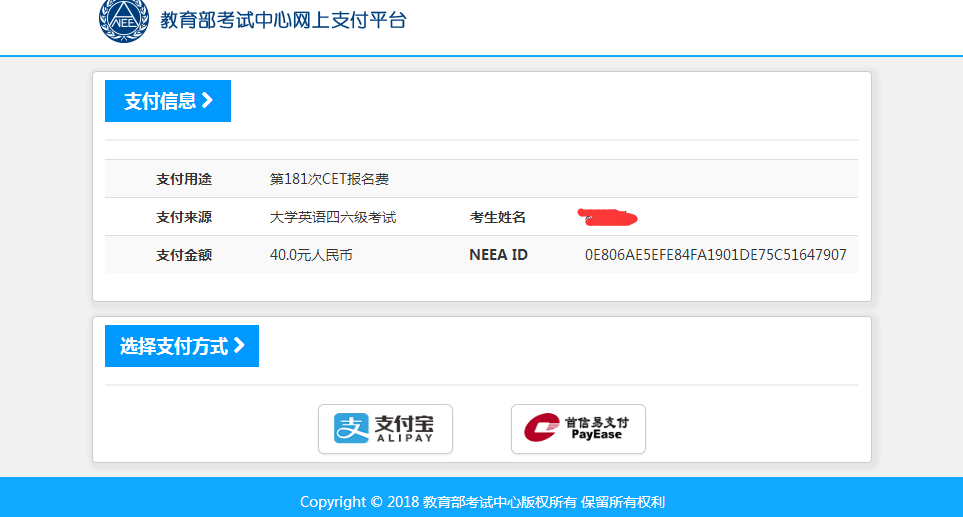 NEEA
教育部考试中心网上支付平台
支付信息
支付用途 第181次CET报名费
支付来源 大学英语四六级考试 考生姓名
支付金额 40.0元人民币 NEEA ID 0E806AE5EFE84FA1901DE75C51647907
选择支付方式
支 支付宝 ALIPAY
首信易支付 PayEase
Copyright © 2018 教育部考试中心版权所有 保留所有权利